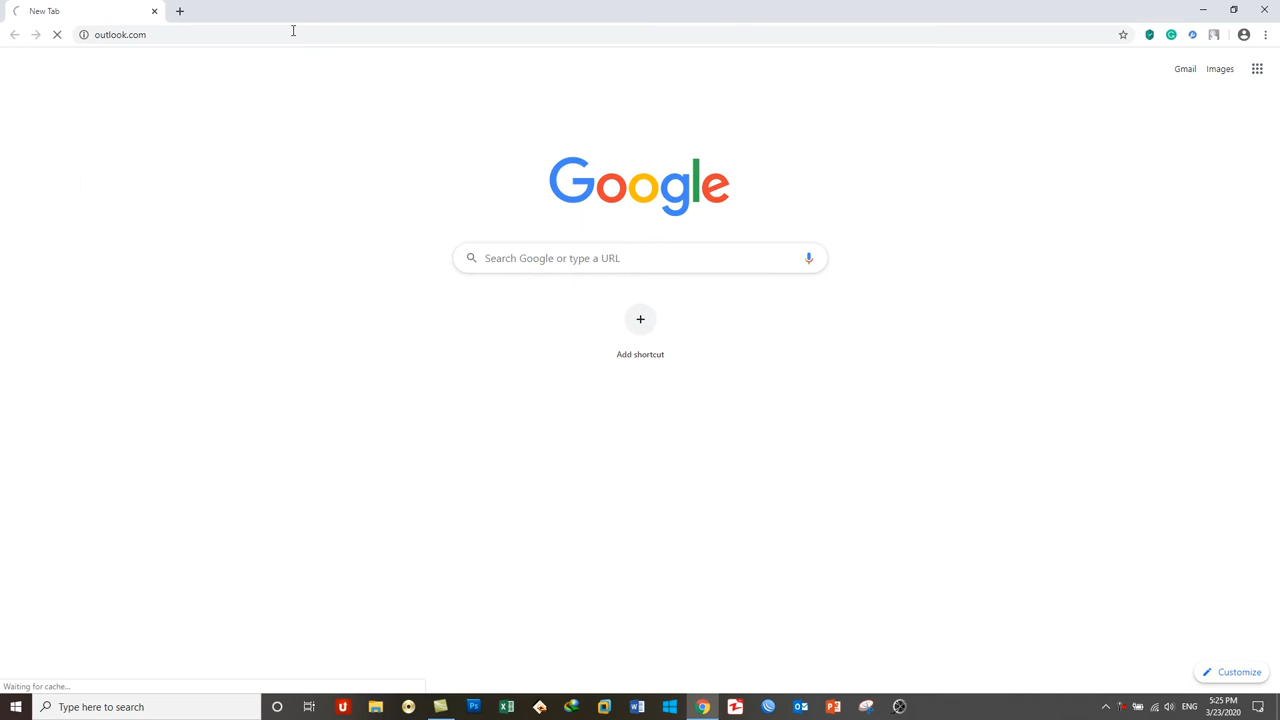 New Tab
outlook.com
Gmail Images
Google
Search Google or type a URL
Add shortcut
Customize
Waiting for cache...
Type here to search
ENG
5:25 PM
3/23/2020